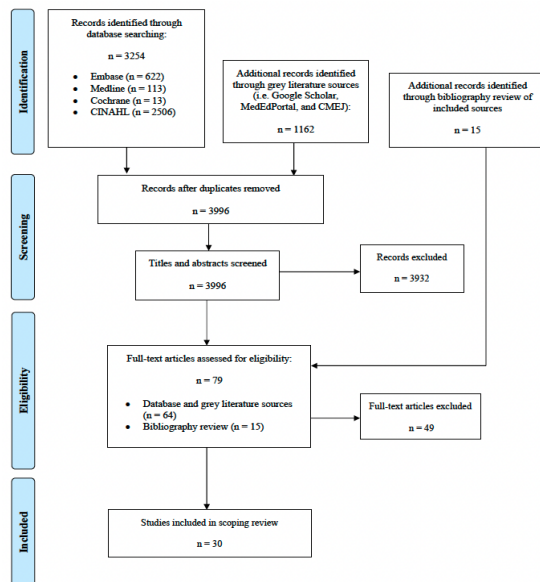 Identification
Records identified through
database searching:
n = 3254
• Embase (n = 622)
• Medline (n = 113)
• Cochrane (n = 13)
• CINAHL (n = 2506)
Additional records identified
through grey literature sources
(i.e. Google Scholar,
MedEdPortal, and CMEJ):
n = 1162
Additional records identified
through bibliography review of
included sources
n = 15
Screening
Records after duplicates removed
n = 3996
Titles and abstracts screened
n = 3996
Records excluded
n = 3932
Eligibility
Full-text articles assessed for eligibility:
n = 79
• Database and grey literature sources
(n = 64)
• Bibliography review (n = 15)
Full-text articles excluded
n = 49
Included
Studies included in scoping review
n = 30